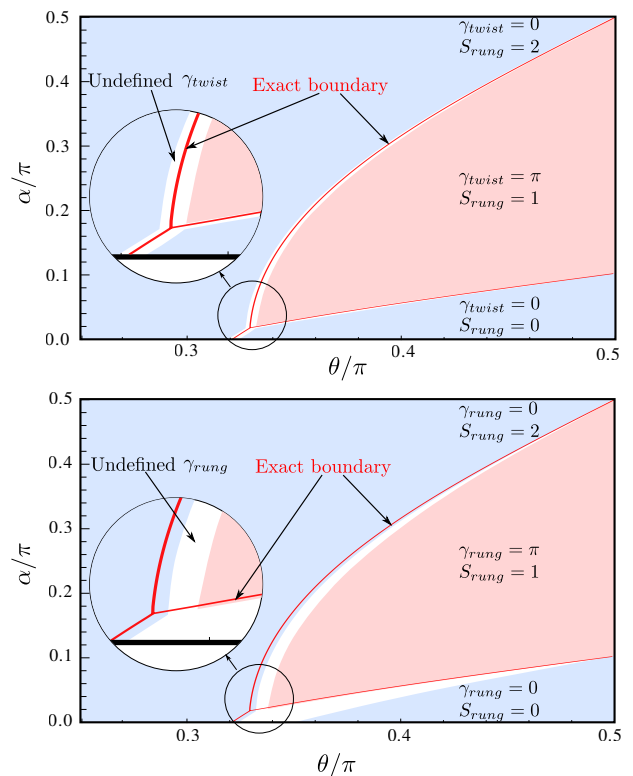 0.5
0.4
0.3
0.2
0.1
0.0
α/π
γtwist = 0
Srung = 2
Undefined γtwist
Exact boundary
γtwist = π
Srung = 1
γtwist = 0
Srung = 0
0.3
0.4
0.5
θ/π
0.5
0.4
0.3
0.2
0.1
0.0
α/π
γrung = 0
Srung = 2
Undefined γrung
Exact boundary
γrung = π
Srung = 1
γrung = 0
Srung = 0
0.3
0.4
0.5
θ/π